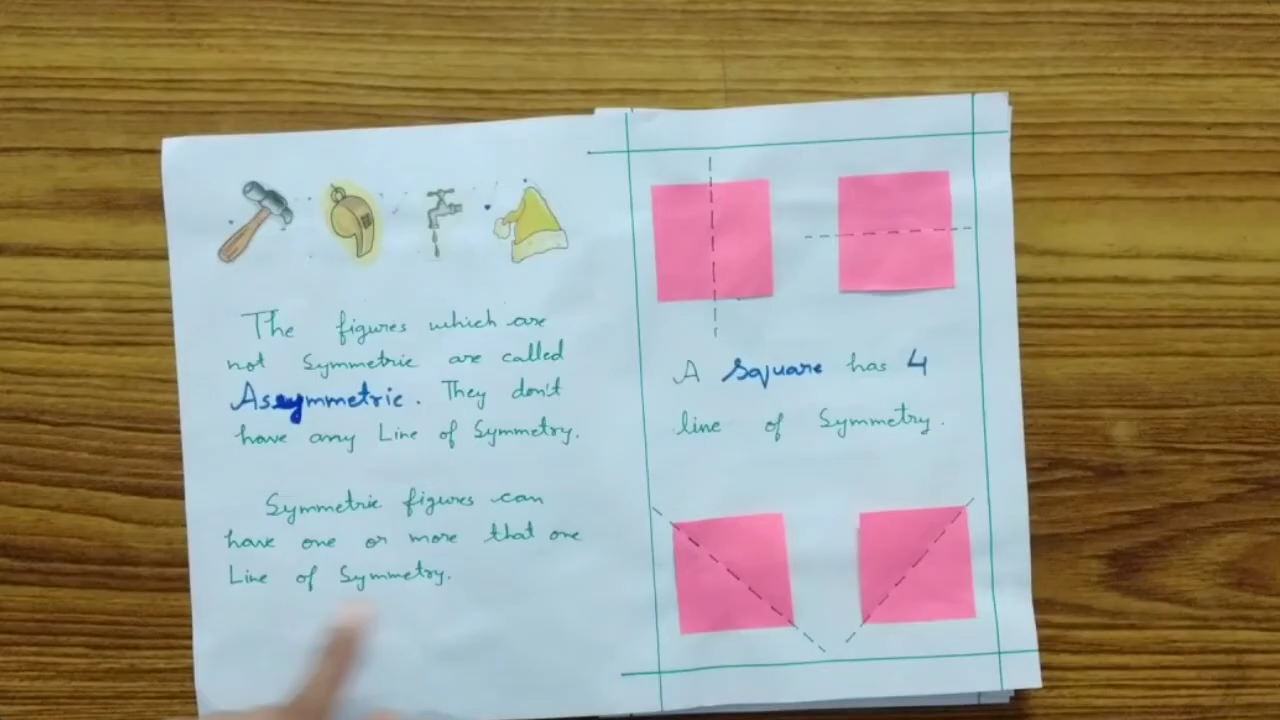 The figures which are
not Symmetric are called
Assymmetric. They don't
have any Line of Symmetry.
Symmetric figures can
have one or more that one
Line of Symmetry.
A Square has 4
line of Symmetry.